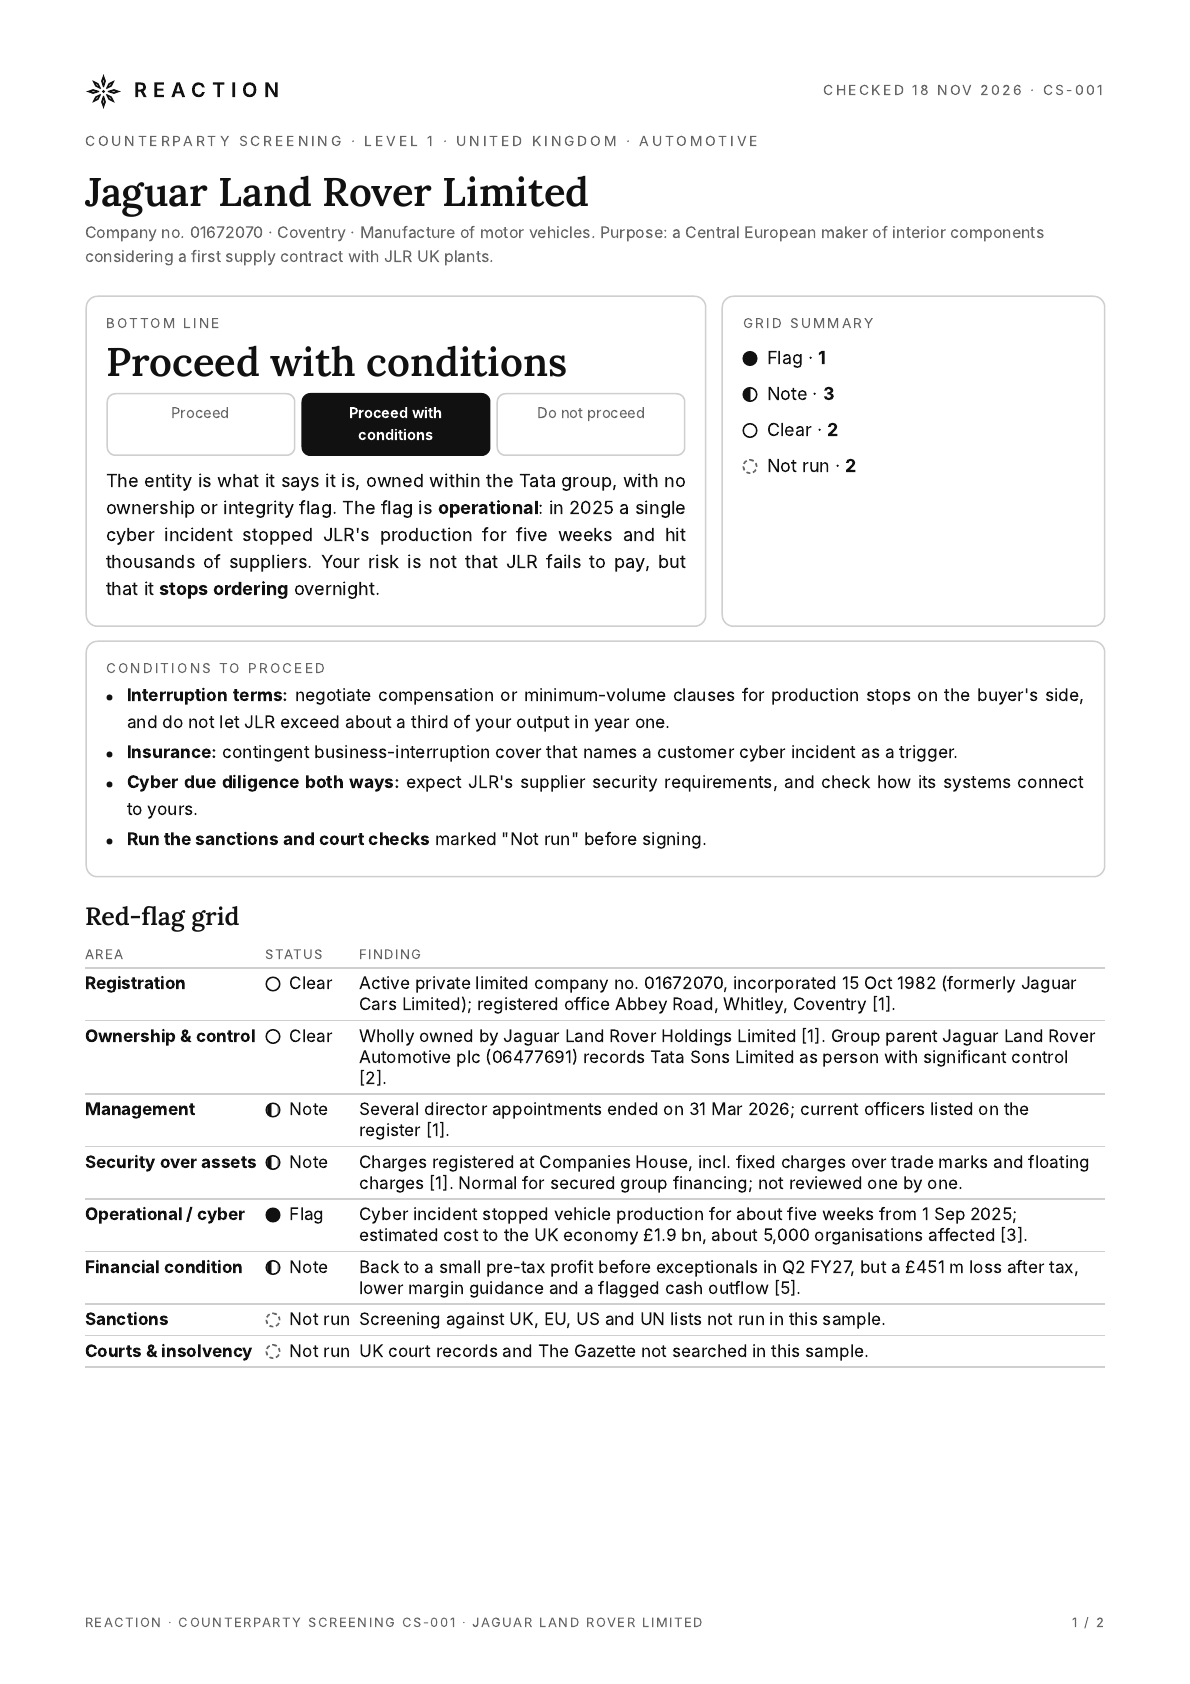 REACTION
CHECKED 18 NOV 2026 · CS-001
COUNTERPARTY SCREENING · LEVEL 1 · UNITED KINGDOM · AUTOMOTIVE
Jaguar Land Rover Limited
Company no. 01672070 · Coventry · Manufacture of motor vehicles. Purpose: a Central European maker of interior components
considering a first supply contract with JLR UK plants.
BOTTOM LINE
Proceed with conditions
Proceed
Proceed with
conditions
Do not proceed
The entity is what it says it is, owned within the Tata group, with no
ownership or integrity flag. The flag is operational: in 2025 a single
cyber incident stopped JLR's production for five weeks and hit
thousands of suppliers. Your risk is not that JLR fails to pay, but
that it stops ordering overnight.
GRID SUMMARY
Flag · 1
Note · 3
Clear · 2
Not run · 2
CONDITIONS TO PROCEED
• Interruption terms: negotiate compensation or minimum-volume clauses for production stops on the buyer's side,
and do not let JLR exceed about a third of your output in year one.
• Insurance: contingent business-interruption cover that names a customer cyber incident as a trigger.
• Cyber due diligence both ways: expect JLR's supplier security requirements, and check how its systems connect
to yours.
• Run the sanctions and court checks marked "Not run" before signing.
Red-flag grid
AREA STATUS FINDING
Registration Clear Active private limited company no. 01672070, incorporated 15 Oct 1982 (formerly Jaguar
Cars Limited); registered office Abbey Road, Whitley, Coventry [1].
Ownership & control Clear Wholly owned by Jaguar Land Rover Holdings Limited [1]. Group parent Jaguar Land Rover
Automotive plc (06477691) records Tata Sons Limited as person with significant control
[2].
Management Note Several director appointments ended on 31 Mar 2026; current officers listed on the
register [1].
Security over assets Note Charges registered at Companies House, incl. fixed charges over trade marks and floating
charges [1]. Normal for secured group financing; not reviewed one by one.
Operational / cyber Flag Cyber incident stopped vehicle production for about five weeks from 1 Sep 2025;
estimated cost to the UK economy £1.9 bn, about 5,000 organisations affected [3].
Financial condition Note Back to a small pre-tax profit before exceptionals in Q2 FY27, but a £451 m loss after tax,
lower margin guidance and a flagged cash outflow [5].
Sanctions Not run Screening against UK, EU, US and UN lists not run in this sample.
Courts & insolvency Not run UK court records and The Gazette not searched in this sample.
REACTION · COUNTERPARTY SCREENING CS-001 · JAGUAR LAND ROVER LIMITED
1 / 2